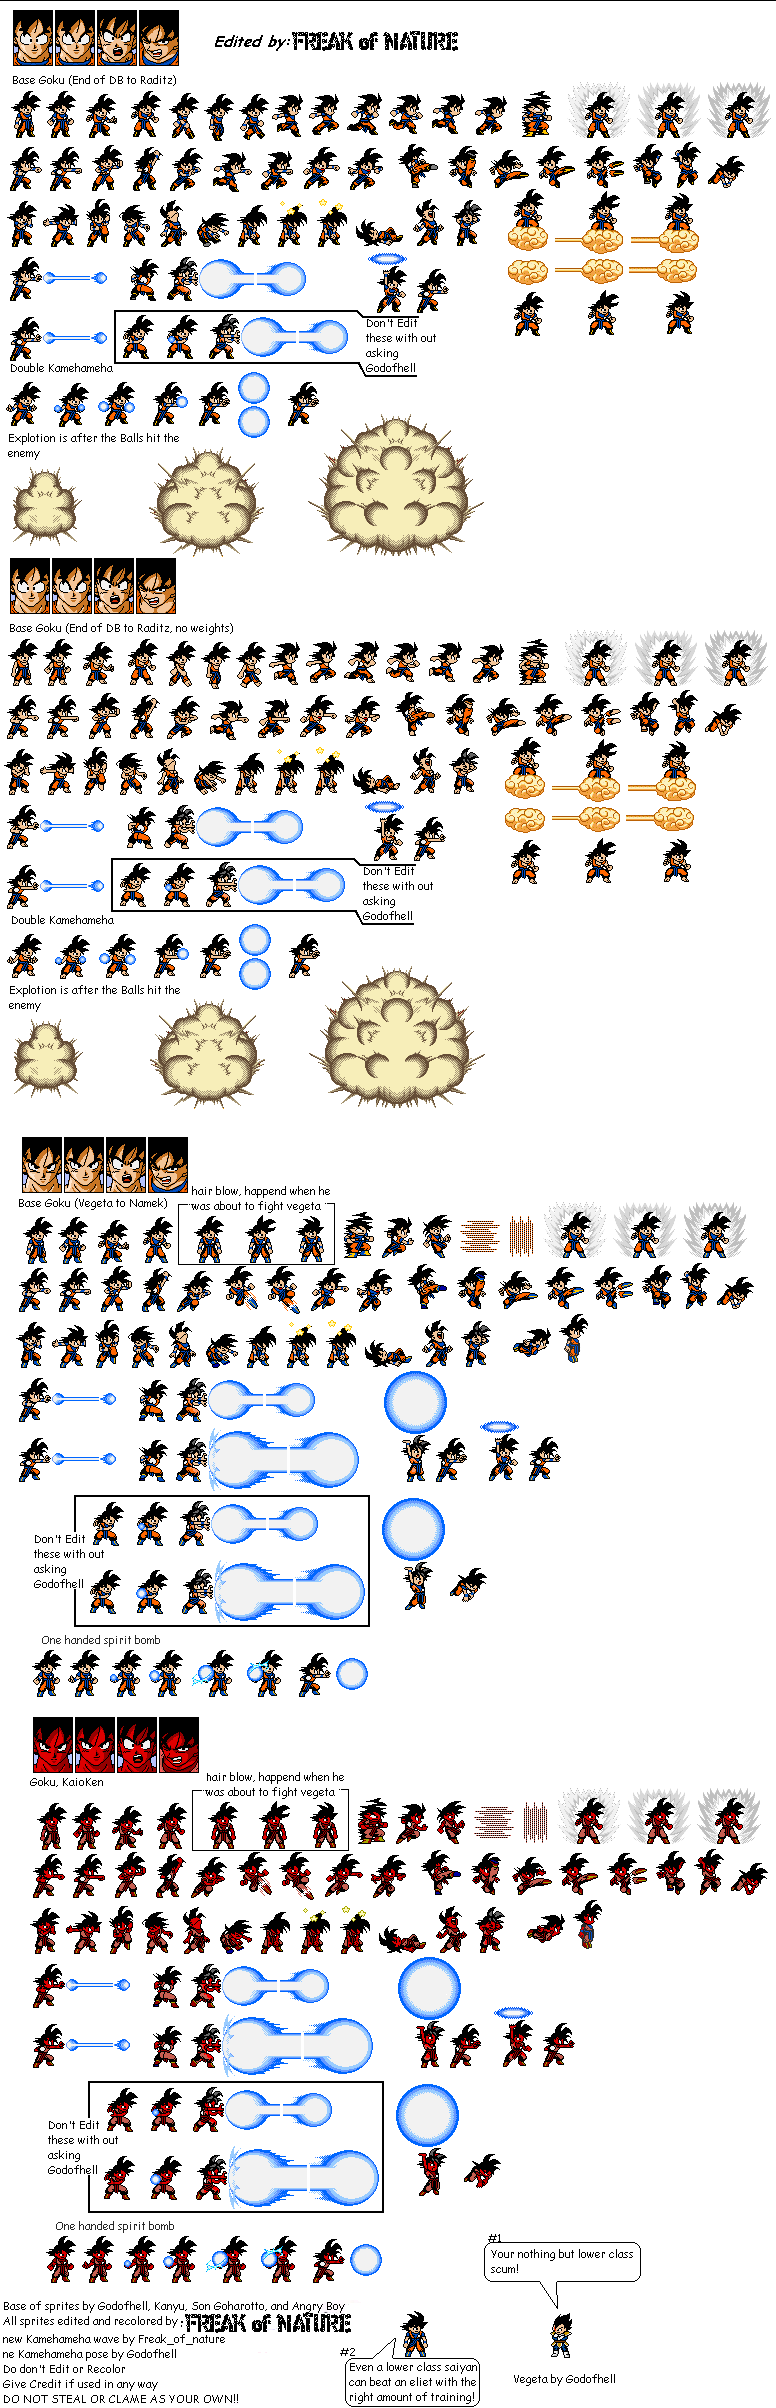 Edited by: FREAK of NATURE
Base Goku (End of DB to Raditz)
Don't Edit
these with out
asking
Godofhell
Double Kamehameha
Explotion is after the Balls hit the
enemy
Base Goku (End of DB to Raditz, no weights)
Don't Edit
these with out
asking
Godofhell
Double Kamehameha
Explotion is after the Balls hit the
enemy
hair blow, happend when he
was about to fight vegeta
Base Goku (Vegeta to Namek)
Don't Edit
these with out
asking
Godofhell
One handed spirit bomb
hair blow, happend when he
was about to fight vegeta
Goku, KaioKen
Don't Edit
these with out
asking
Godofhell
One handed spirit bomb
#1
Your nothing but lower class
scum!
Base of sprites by Godofhell, Kanyu, Son Goharotto, and Angry Boy
All sprites edited and recolored by: FREAK of NATURE
new Kamehameha wave by Freak_of_nature
ne Kamehameha pose by Godofhell
Do don't Edit or Recolor
Give Credit if used in any way
DO NOT STEAL OR CLAME AS YOUR OWN!!
#2
Even a lower class saiyan
can beat an eliet with the
right amount of training!
Vegeta by Godofhell